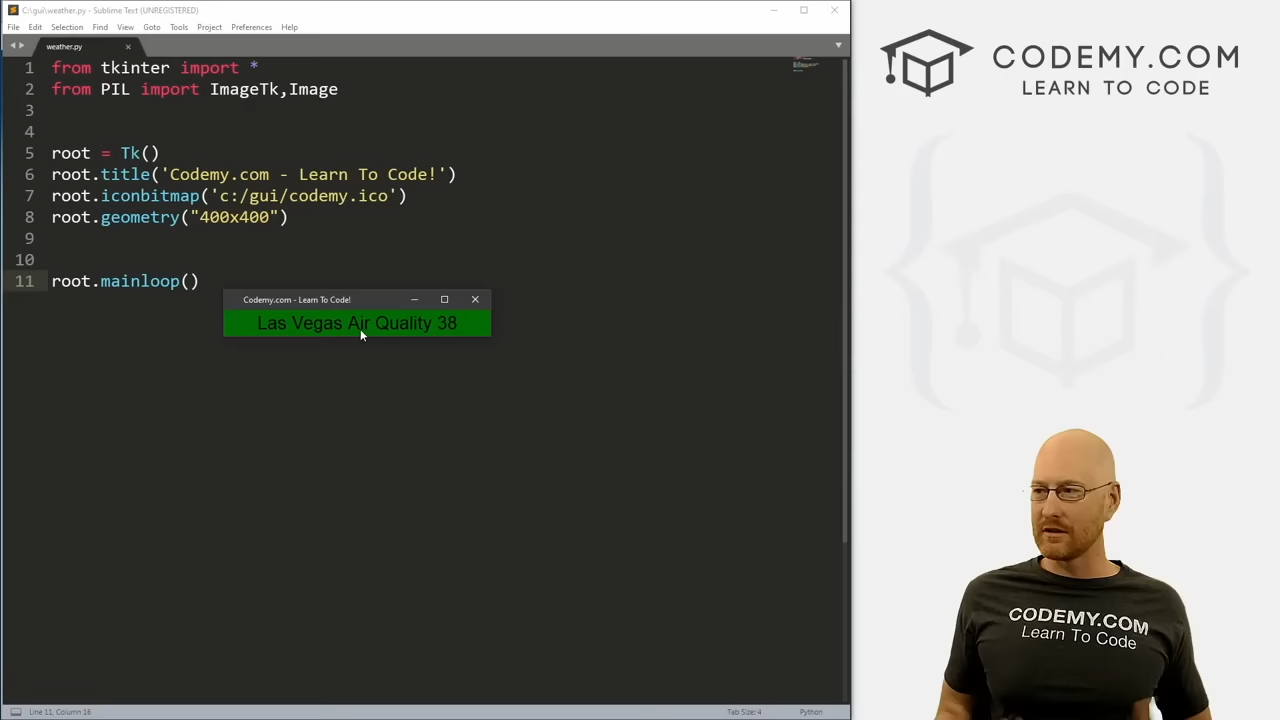 C:\gui\weather.py - Sublime Text (UNREGISTERED)
File Edit Selection Find View Goto Tools Project Preferences Help
weather.py
1 from tkinter import *
2 from PIL import ImageTk,Image
3
4
5 root = Tk()
6 root.title('Codemy.com - Learn To Code!')
7 root.iconbitmap('c:/gui/codemy.ico')
8 root.geometry("400x400")
9
10
11 root.mainloop()
Codemy.com - Learn To Code!
Las Vegas Air Quality 38
Line 11, Column 16
Tab Size: 4
Python
CODEMY.COM
LEARN TO CODE
CODEMY.COM
Learn To Code